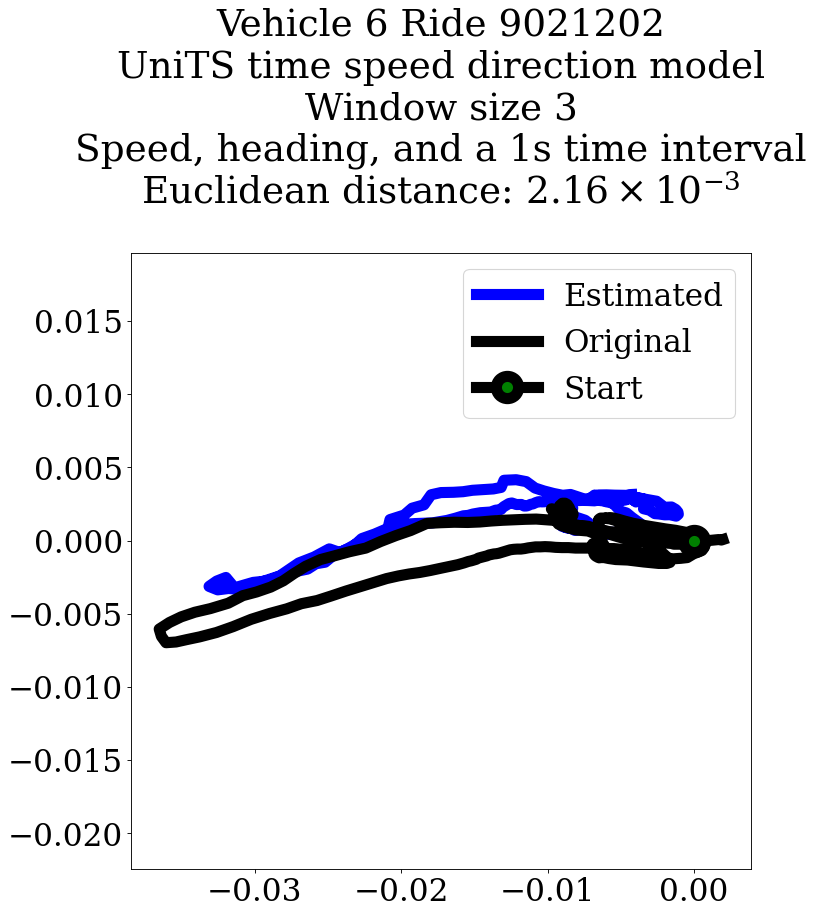 Vehicle 6 Ride 9021202
UniTS time speed direction model
Window size 3
Speed, heading, and a 1s time interval
Euclidean distance: 2.16 × 10⁻³
Estimated
Original
Start
0.015
0.010
0.005
0.000
−0.005
−0.010
−0.015
−0.020
−0.03 −0.02 −0.01 0.00